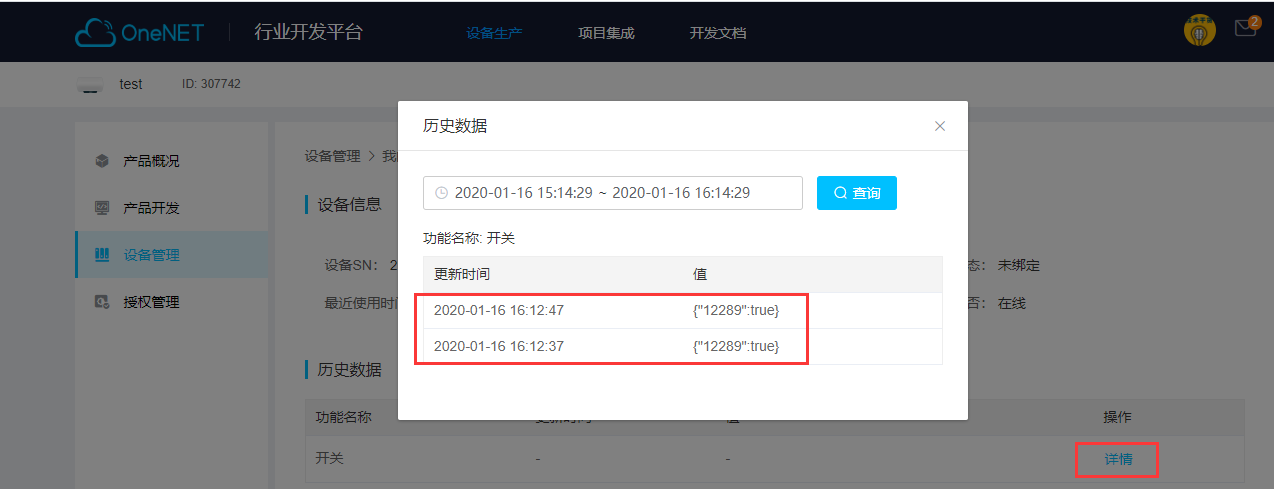 OneNET 行业开发平台 设备生产 项目集成 开发文档 2
test ID: 307742
历史数据
产品概况
设备管理 > 我
2020-01-16 15:14:29 ~ 2020-01-16 16:14:29 查询
产品开发
设备信息
功能名称: 开关
设备管理
设备SN: 2
态: 未绑定
更新时间 值
授权管理
最近使用时间
否: 在线
2020-01-16 16:12:47 {"12289":true}
2020-01-16 16:12:37 {"12289":true}
历史数据
功能名称 更新时间 值 操作
开关 - - 详情